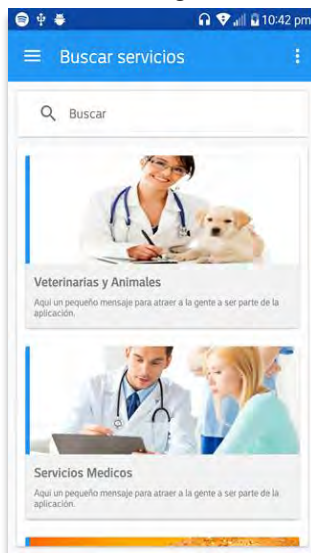 10:42 pm
Buscar servicios
Buscar
Veterinarias y Animales
Aqui un pequeño mensaje para atraer a la gente a ser parte de la
aplicación.
Servicios Medicos
Aqui un pequeño mensaje para atraer a la gente a ser parte de la
aplicación.